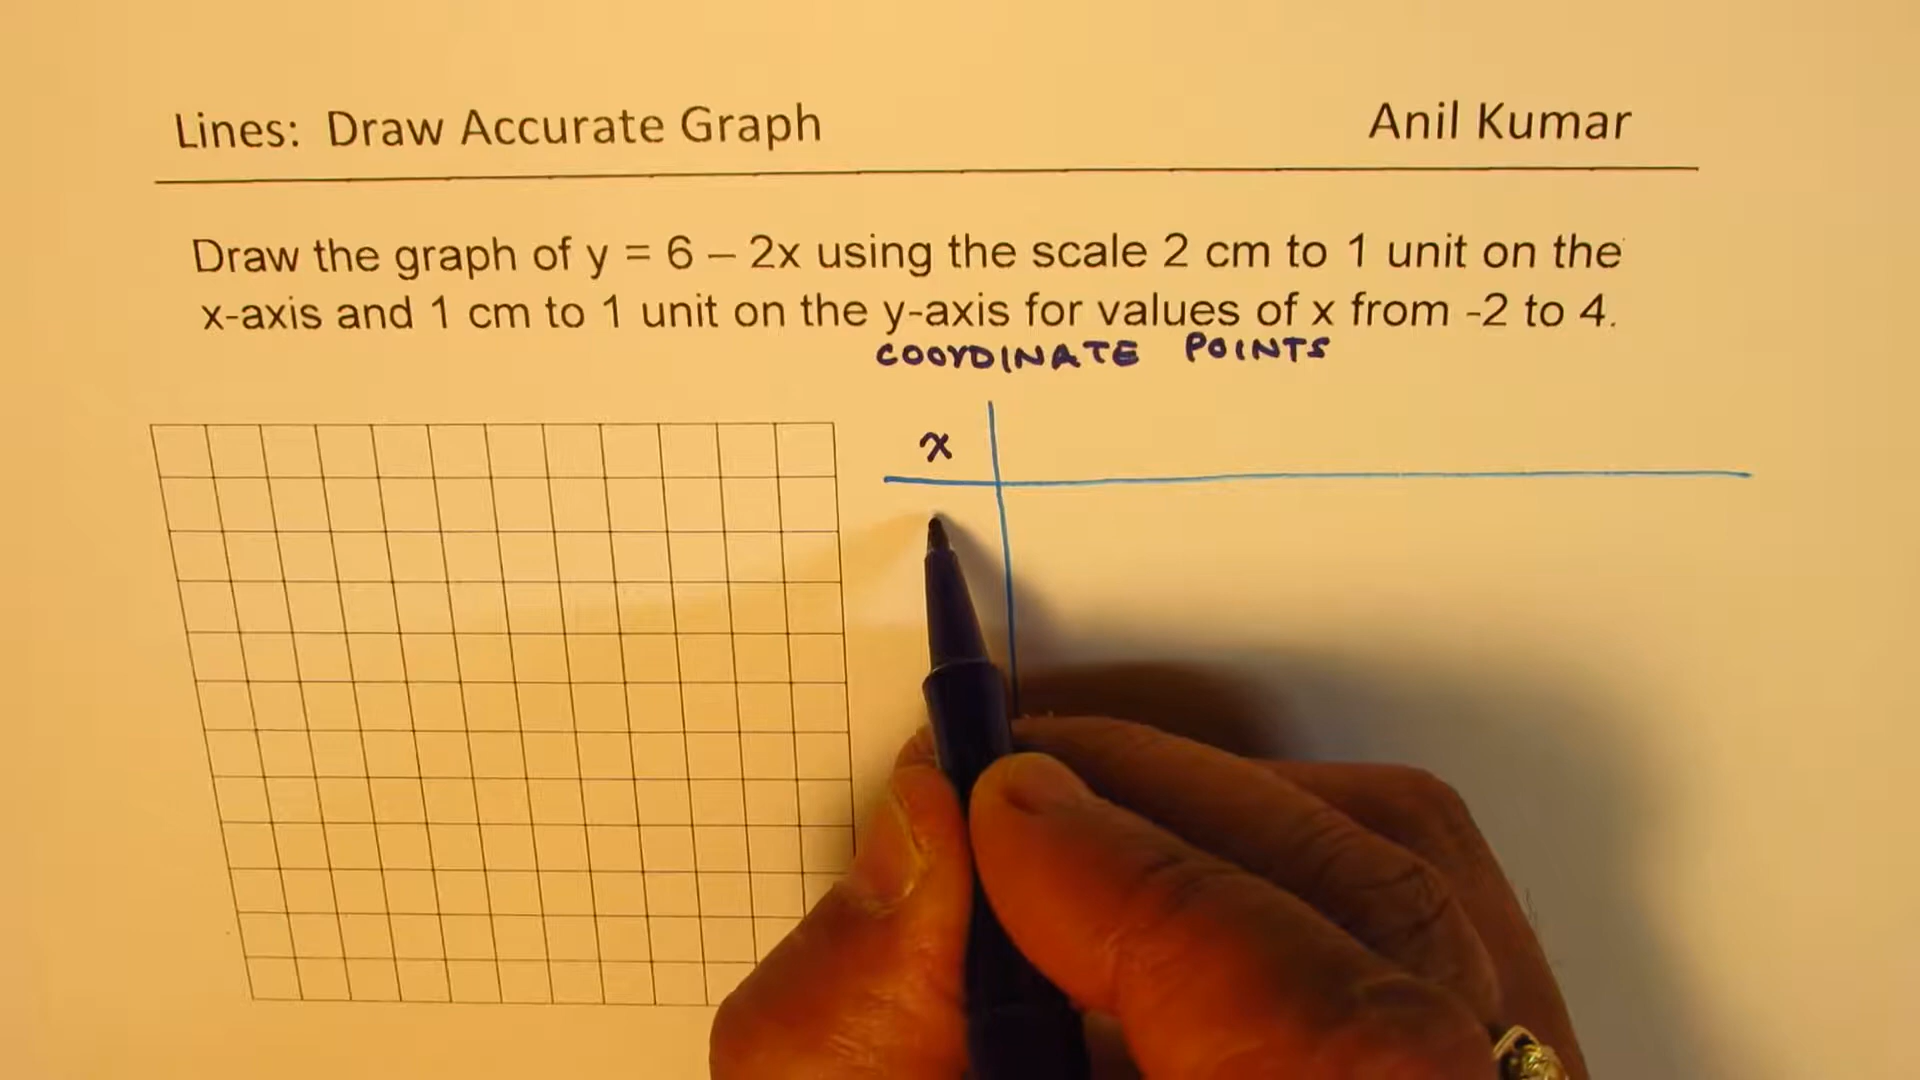 Lines: Draw Accurate Graph Anil Kumar
Draw the graph of y = 6 – 2x using the scale 2 cm to 1 unit on the
x-axis and 1 cm to 1 unit on the y-axis for values of x from -2 to 4.
COORDINATE POINTS
x